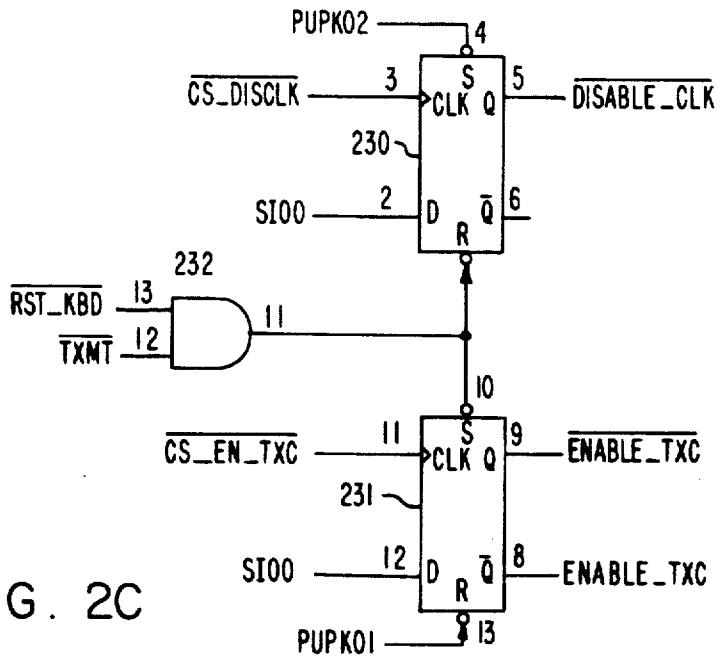 PUPK02 4
S
CS_DISCLK 3 CLK Q 5 DISABLE_CLK
230
SI00 2 D Q 6
R
232
RST_KBD 13
11
TXMT 12
10
S
CS_EN_TXC 11 CLK Q 9 ENABLE_TXC
231
SI00 12 D Q 8 ENABLE_TXC
R
G. 2C
PUPK01 13